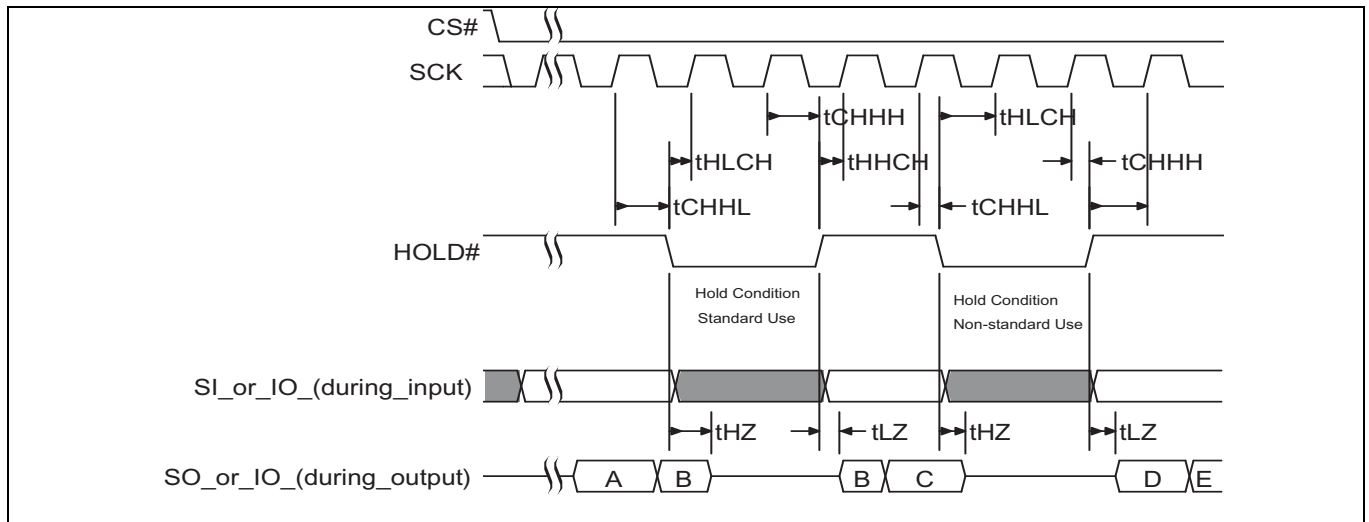 CS#
SCK
tCHHH
tHLCH
tHLCH
tHHCH
tCHHH
tCHHL
tCHHL
HOLD#
Hold Condition
Standard Use
Hold Condition
Non-standard Use
SI_or_IO_(during_input)
tHZ
tLZ
tHZ
tLZ
SO_or_IO_(during_output)
A
B
B
C
D
E